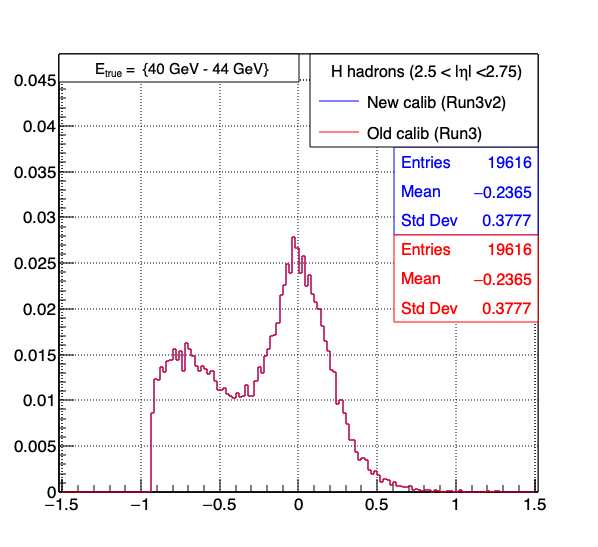 E_true = {40 GeV - 44 GeV}
H hadrons (2.5 < |η| <2.75)
New calib (Run3v2)
Old calib (Run3)
Entries 19616
Mean −0.2365
Std Dev 0.3777
Entries 19616
Mean −0.2365
Std Dev 0.3777
0.045
0.04
0.035
0.03
0.025
0.02
0.015
0.01
0.005
0
−1.5 −1 −0.5 0 0.5 1 1.5